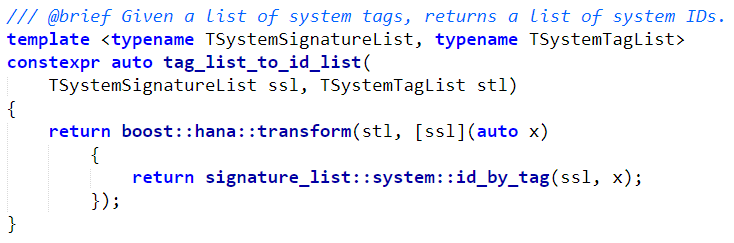 /// @brief Given a list of system tags, returns a list of system IDs.
template <typename TSystemSignatureList, typename TSystemTagList>
constexpr auto tag_list_to_id_list(
    TSystemSignatureList ssl, TSystemTagList stl)
{
    return boost::hana::transform(stl, [ssl](auto x)
        {
            return signature_list::system::id_by_tag(ssl, x);
        });
}